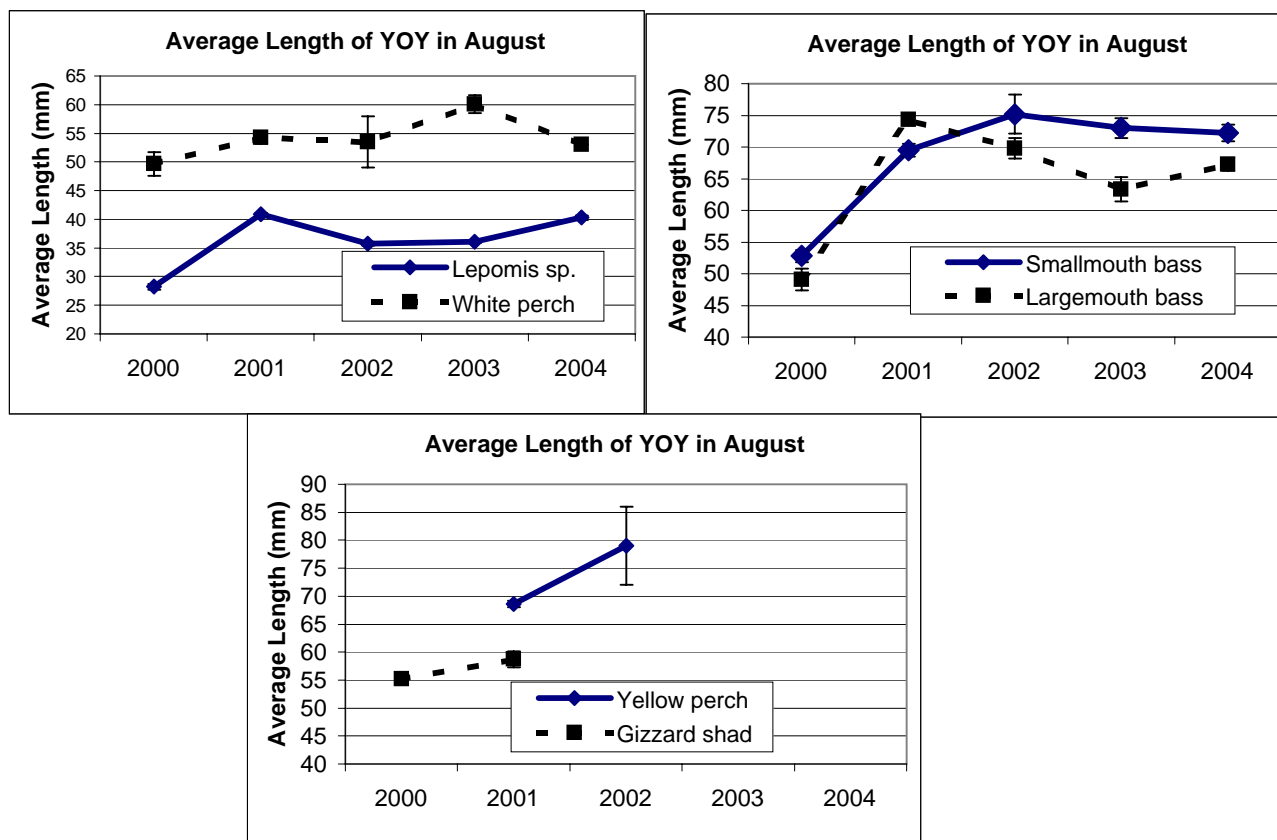 Average Length of YOY in August
Average Length (mm)
65
60
55
50
45
40
35
30
25
20
2000 2001 2002 2003 2004
Lepomis sp.
White perch
Average Length of YOY in August
Average Length (mm)
80
75
70
65
60
55
50
45
40
2000 2001 2002 2003 2004
Smallmouth bass
Largemouth bass
Average Length of YOY in August
Average Length (mm)
90
85
80
75
70
65
60
55
50
45
40
2000 2001 2002 2003 2004
Yellow perch
Gizzard shad